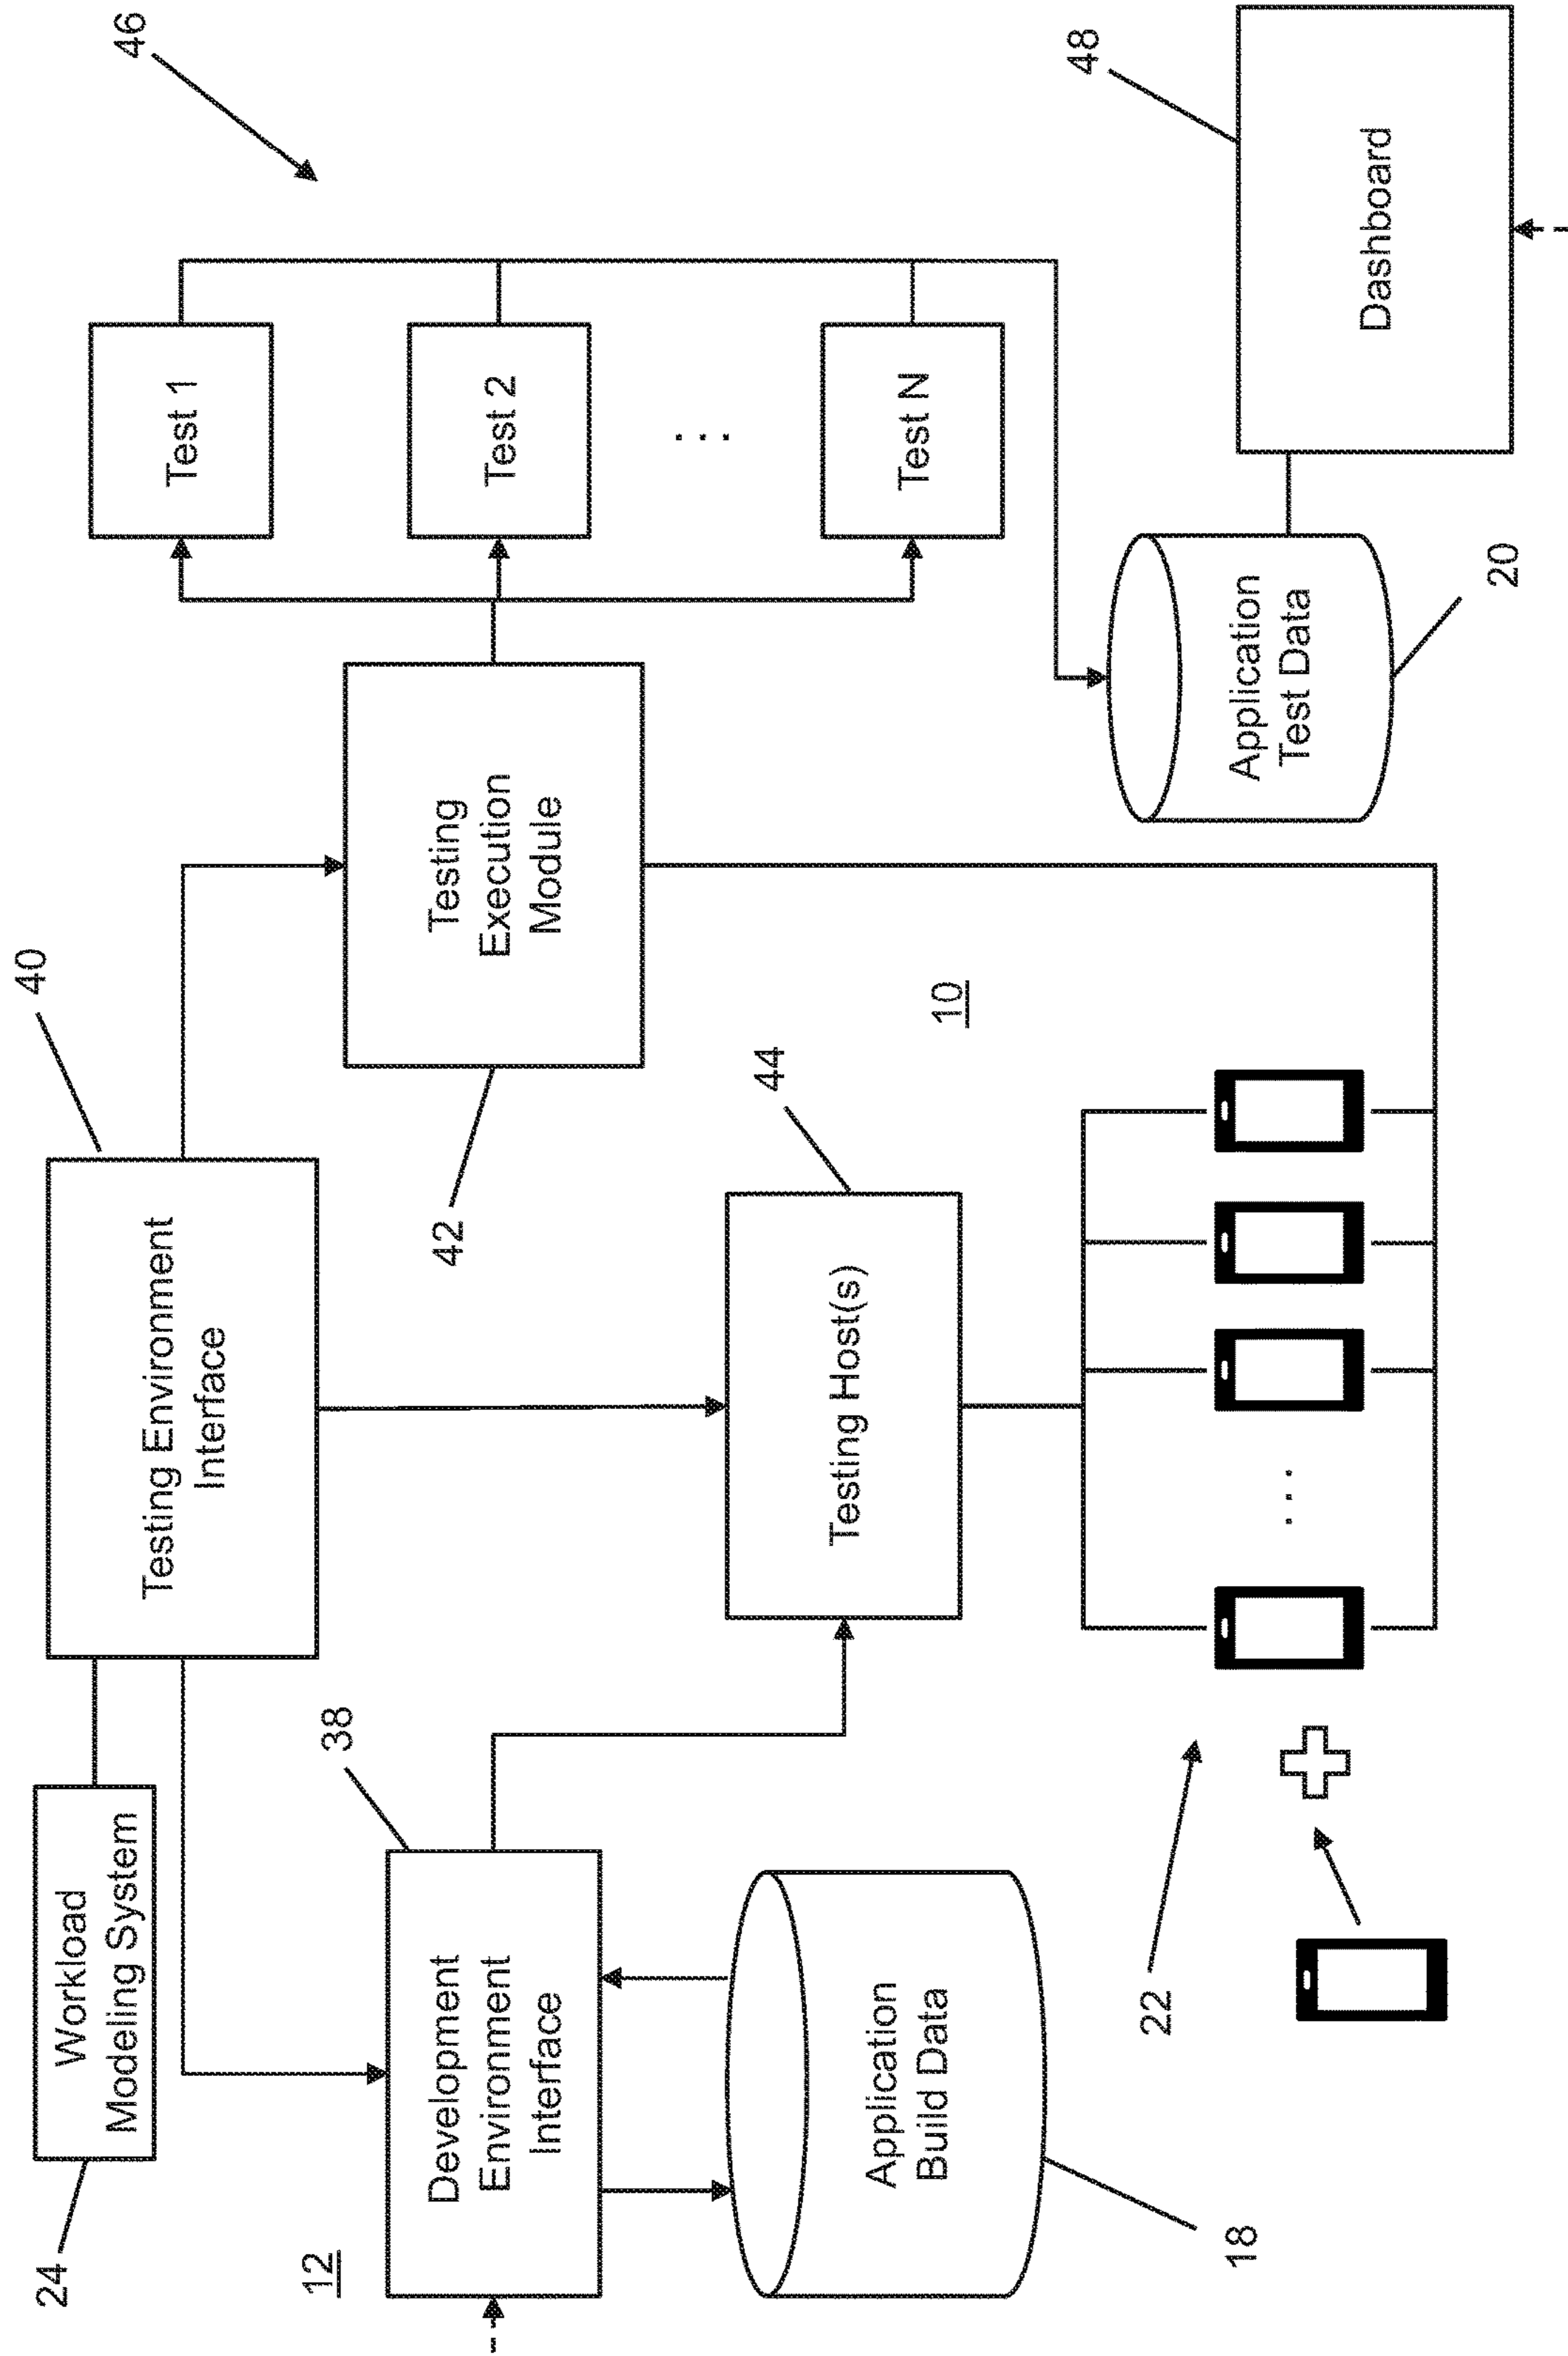 24
Workload
Modeling System
40
Testing Environment
Interface
46
Test 1
Test 2
...
Test N
12
38
Development
Environment
Interface
42
Testing
Execution
Module
44
Testing Host(s)
10
Application
Build Data
18
22
...
Application
Test Data
20
48
Dashboard